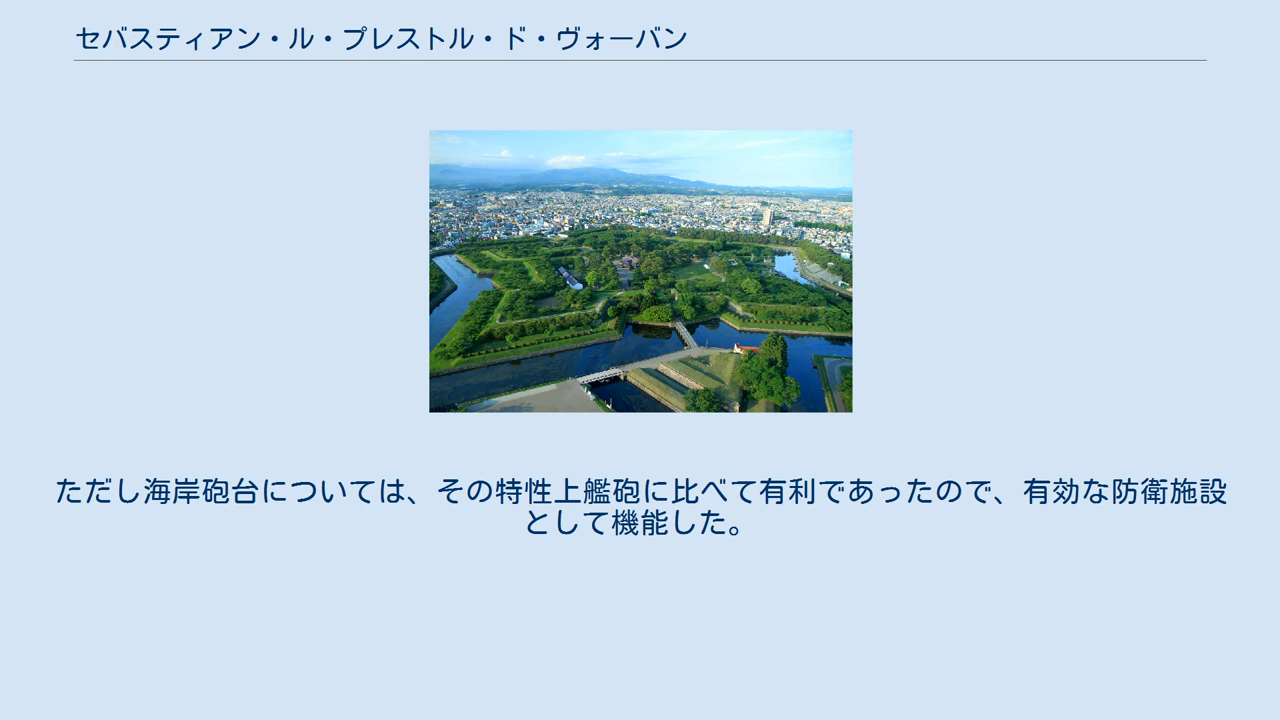 セバスティアン・ル・プレストル・ド・ヴォーバン
ただし海岸砲台については、その特性上艦砲に比べて有利であったので、有効な防衛施設
として機能した。